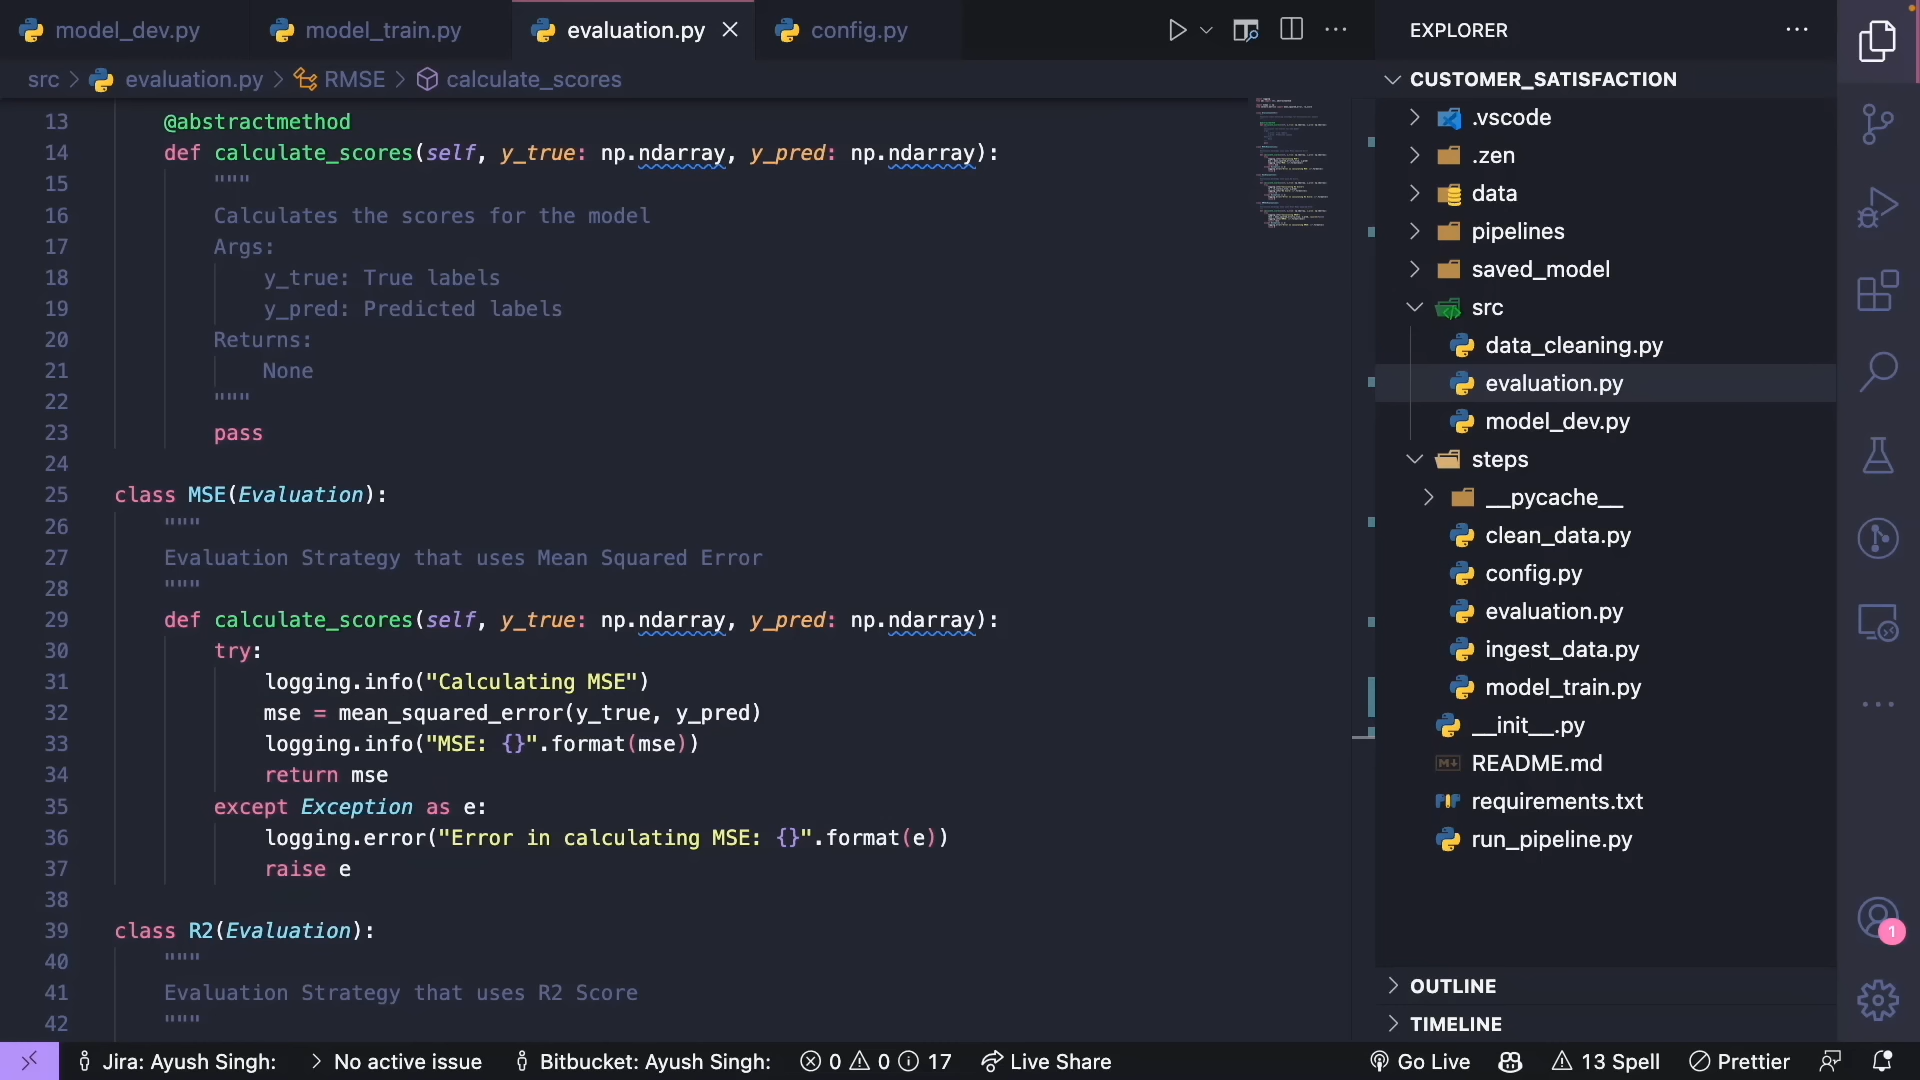 model_dev.py
model_train.py
evaluation.py
config.py
src > evaluation.py > RMSE > calculate_scores
13 @abstractmethod
14 def calculate_scores(self, y_true: np.ndarray, y_pred: np.ndarray):
15 """
16 Calculates the scores for the model
17 Args:
18 y_true: True labels
19 y_pred: Predicted labels
20 Returns:
21 None
22 """
23 pass
24
25 class MSE(Evaluation):
26 """
27 Evaluation Strategy that uses Mean Squared Error
28 """
29 def calculate_scores(self, y_true: np.ndarray, y_pred: np.ndarray):
30 try:
31 logging.info("Calculating MSE")
32 mse = mean_squared_error(y_true, y_pred)
33 logging.info("MSE: {}".format(mse))
34 return mse
35 except Exception as e:
36 logging.error("Error in calculating MSE: {}".format(e))
37 raise e
38
39 class R2(Evaluation):
40 """
41 Evaluation Strategy that uses R2 Score
42 """
EXPLORER
CUSTOMER_SATISFACTION
.vscode
.zen
data
pipelines
saved_model
src
data_cleaning.py
evaluation.py
model_dev.py
steps
__pycache__
clean_data.py
config.py
evaluation.py
ingest_data.py
model_train.py
__init__.py
README.md
requirements.txt
run_pipeline.py
OUTLINE
TIMELINE
1
Jira: Ayush Singh: > No active issue Bitbucket: Ayush Singh: 0 0 17 Live Share Go Live 13 Spell Prettier